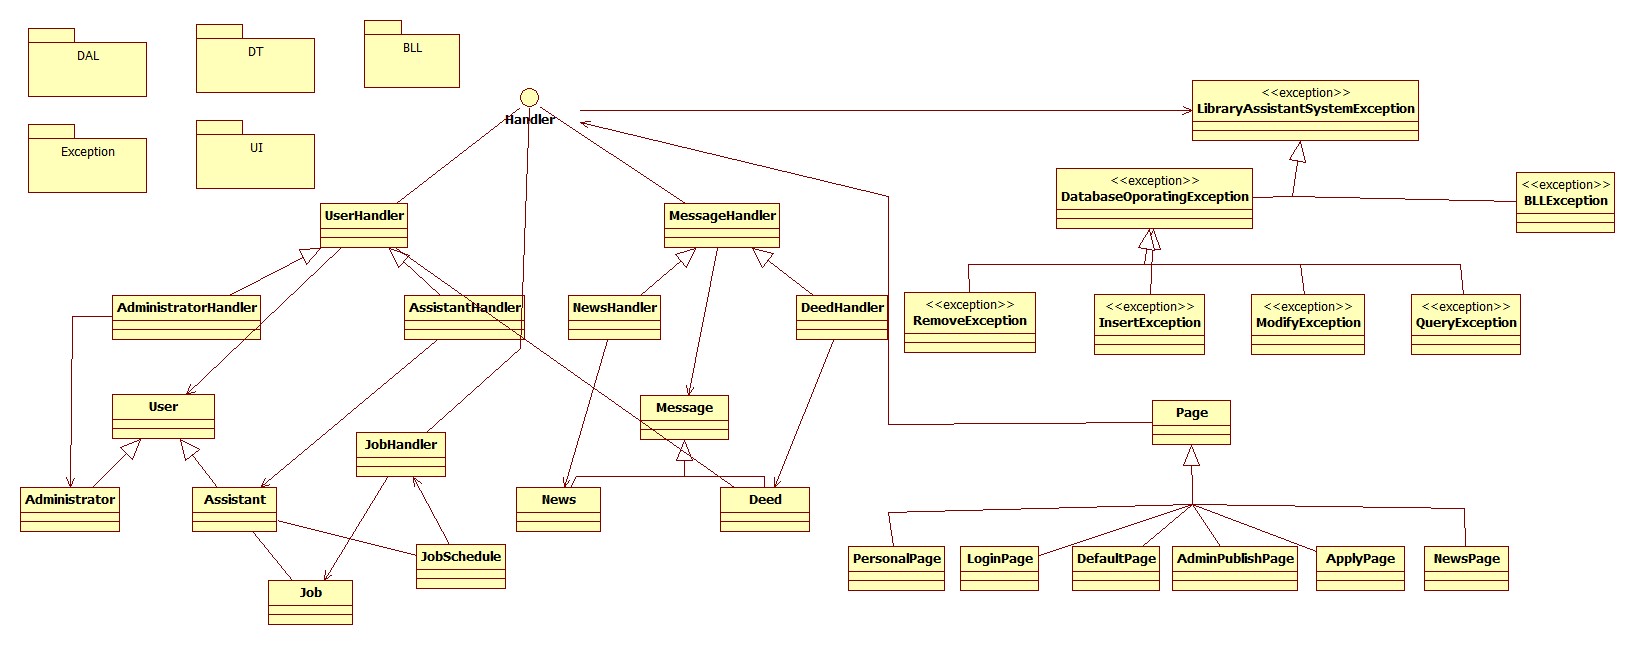 DAL
DT
BLL
Exception
UI
Handler
<<exception>>
LibraryAssistantSystemException
<<exception>>
DatabaseOporatingException
<<exception>>
BLLException
UserHandler
MessageHandler
AdministratorHandler
AssistantHandler
NewsHandler
DeedHandler
<<exception>>
RemoveException
<<exception>>
InsertException
<<exception>>
ModifyException
<<exception>>
QueryException
User
Message
Page
JobHandler
Administrator
Assistant
News
Deed
JobSchedule
PersonalPage
LoginPage
DefaultPage
AdminPublishPage
ApplyPage
NewsPage
Job